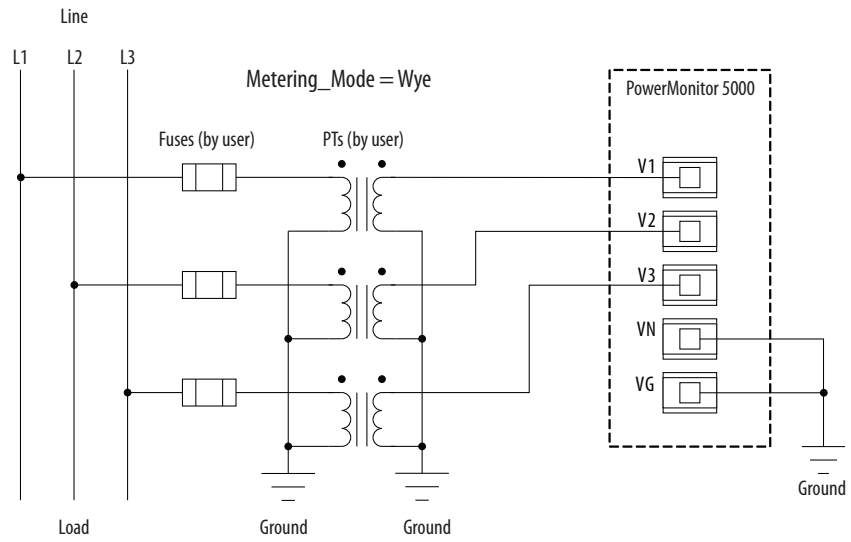 Line
L1 L2 L3
Metering_Mode = Wye
PowerMonitor 5000
Fuses (by user) PTs (by user)
V1
V2
V3
VN
VG
Ground
Load Ground Ground